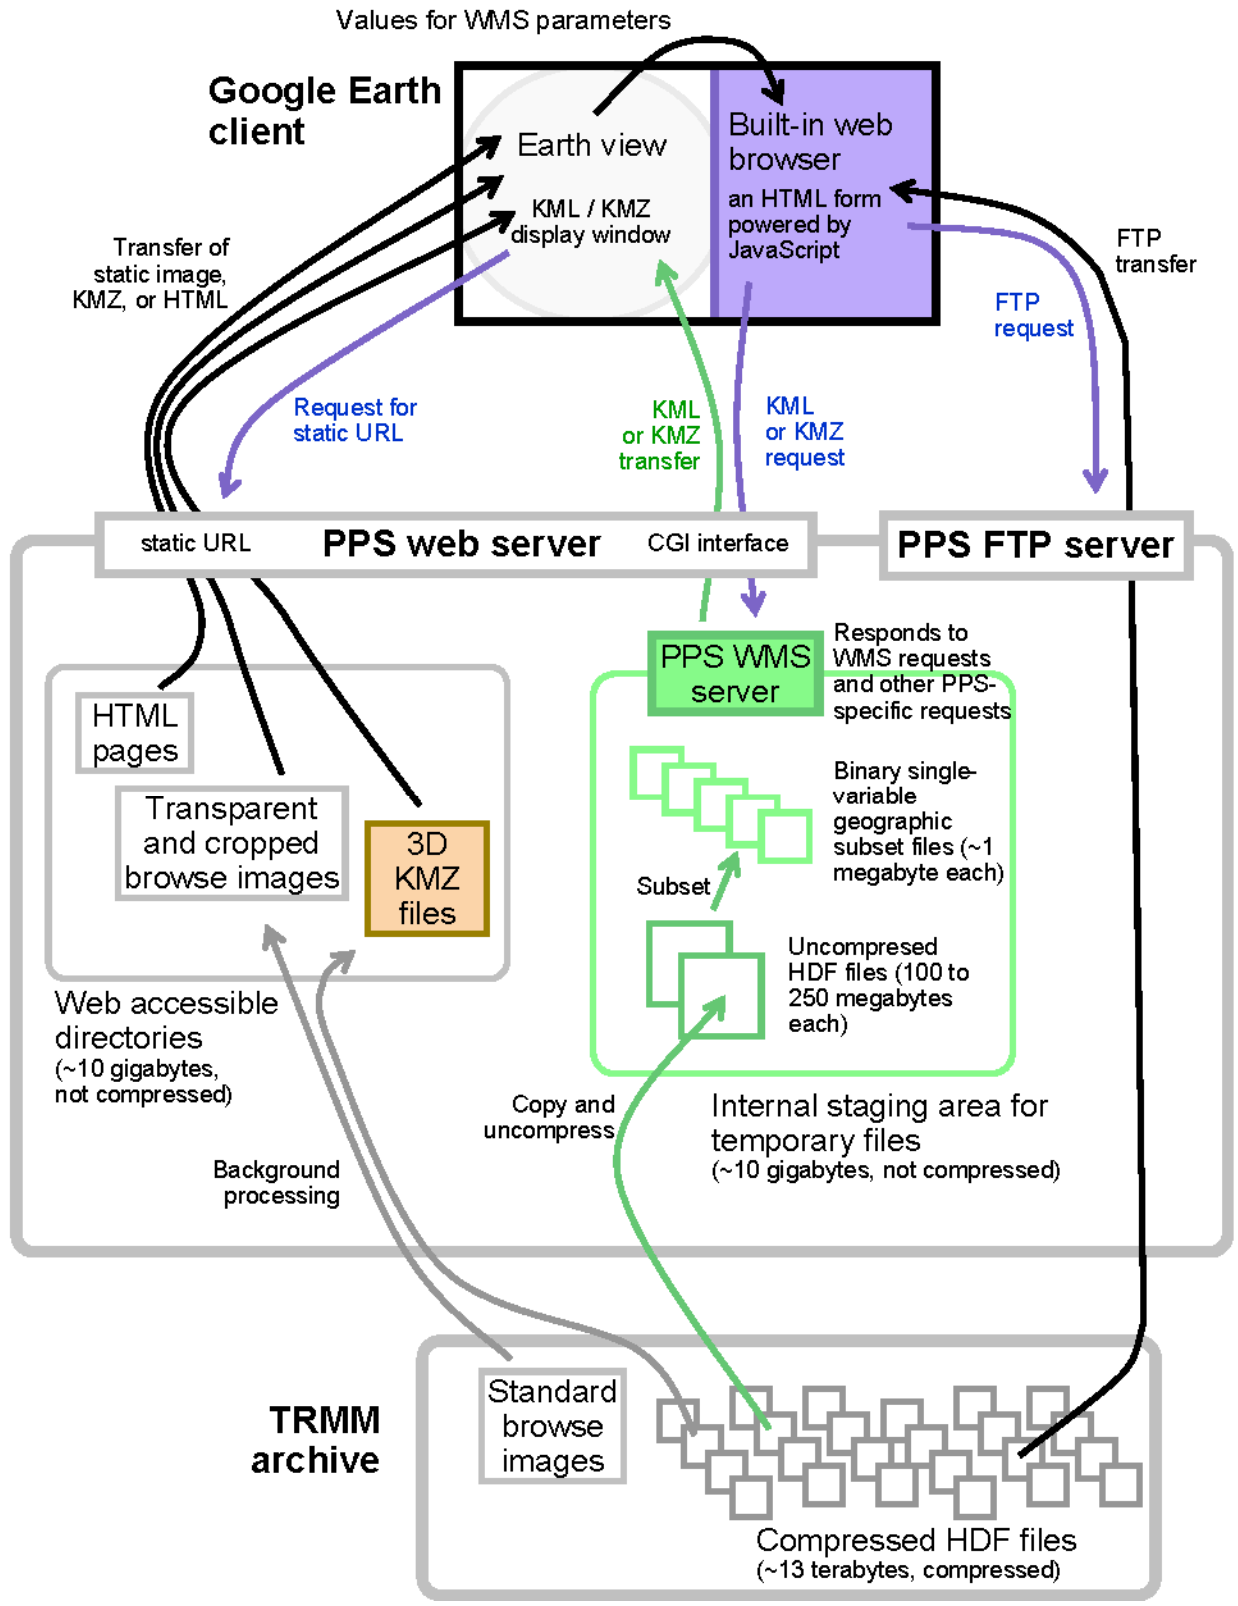 Values for WMS parameters
Google Earth
client
Earth view
KML / KMZ
display window
Built-in web
browser
an HTML form
powered by
JavaScript
Transfer of
static image,
KMZ, or HTML
FTP
transfer
FTP
request
Request for
static URL
KML
or KMZ
transfer
KML
or KMZ
request
static URL
PPS web server
CGI interface
PPS FTP server
PPS WMS
server
Responds to
WMS requests
and other PPS-
specific requests
HTML
pages
Transparent
and cropped
browse images
3D
KMZ
files
Binary single-
variable
geographic
subset files (~1
megabyte each)
Subset
Uncompresed
HDF files (100 to
250 megabytes
each)
Web accessible
directories
(~10 gigabytes,
not compressed)
Copy and
uncompress
Internal staging area for
temporary files
(~10 gigabytes, not compressed)
Background
processing
TRMM
archive
Standard
browse
images
Compressed HDF files
(~13 terabytes, compressed)